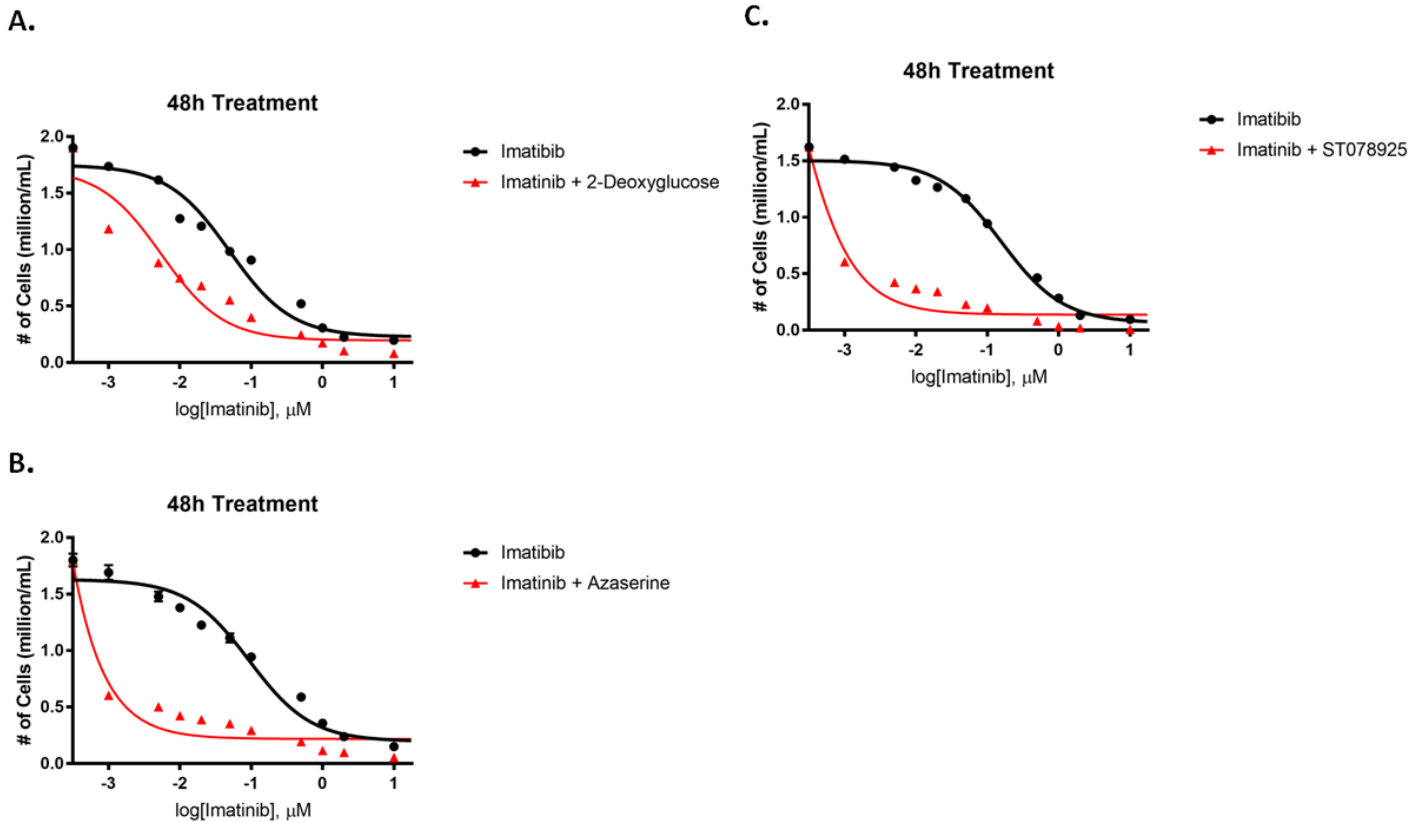 A.
48h Treatment
# of Cells (million/mL)
2.0
1.5
1.0
0.5
0.0
-3 -2 -1 0 1
log[Imatinib], μM
Imatibib
Imatinib + 2-Deoxyglucose
B.
48h Treatment
# of Cells (million/mL)
2.0
1.5
1.0
0.5
0.0
-3 -2 -1 0 1
log[Imatinib], μM
Imatibib
Imatinib + Azaserine
C.
48h Treatment
# of Cells (million/mL)
2.0
1.5
1.0
0.5
0.0
-3 -2 -1 0 1
log[Imatinib], μM
Imatibib
Imatinib + ST078925